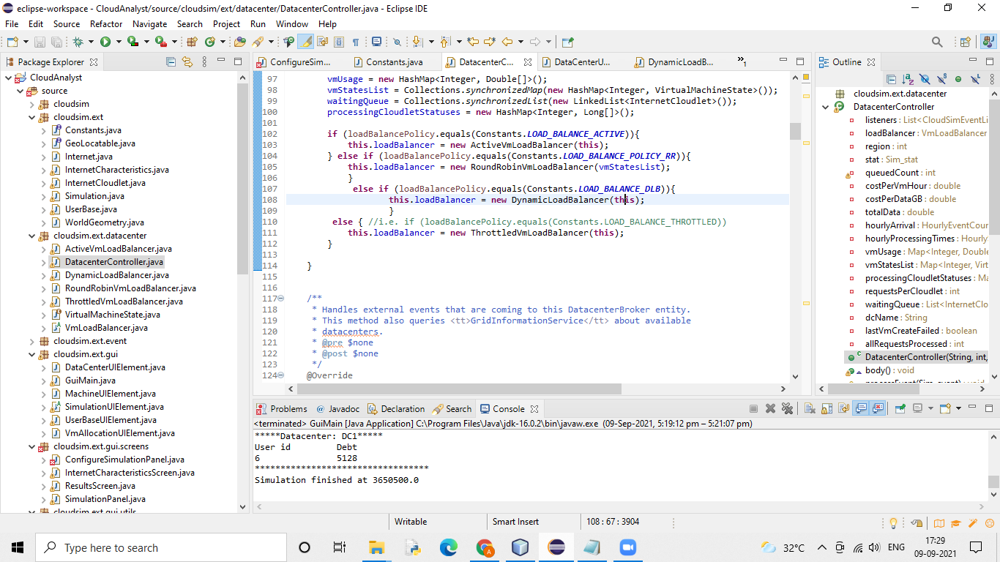 eclipse-workspace - CloudAnalyst/source/cloudsim/ext/datacenter/DatacenterController.java - Eclipse IDE
File Edit Source Refactor Navigate Search Project Run Window Help
Package Explorer
CloudAnalyst
source
cloudsim
cloudsim.ext
Constants.java
GeoLocatable.java
Internet.java
InternetCharacteristics.java
InternetCloudlet.java
Simulation.java
UserBase.java
WorldGeometry.java
cloudsim.ext.datacenter
ActiveVmLoadBalancer.java
DatacenterController.java
DynamicLoadBalancer.java
RoundRobinVmLoadBalancer.java
ThrottledVmLoadBalancer.java
VirtualMachineState.java
VmLoadBalancer.java
cloudsim.ext.event
cloudsim.ext.gui
DataCenterUIElement.java
GuiMain.java
MachineUIElement.java
SimulationUIElement.java
UserBaseUIElement.java
VmAllocationUIElement.java
cloudsim.ext.gui.screens
ConfigureSimulationPanel.java
InternetCharacteristicsScreen.java
ResultsScreen.java
SimulationPanel.java
cloudsim.ext.gui.utils
ConfigureSim... Constants.java DatacenterC... DataCenterU... DynamicLoadB... »1
97 vmUsage = new HashMap<Integer, Double[]>();
98 vmStatesList = Collections.synchronizedMap(new HashMap<Integer, VirtualMachineState>());
99 waitingQueue = Collections.synchronizedList(new LinkedList<InternetCloudlet>());
100 processingCloudletStatuses = new HashMap<Integer, Long[]>();
101
102 if (loadBalancePolicy.equals(Constants.LOAD_BALANCE_ACTIVE)){
103 this.loadBalancer = new ActiveVmLoadBalancer(this);
104 } else if (loadBalancePolicy.equals(Constants.LOAD_BALANCE_POLICY_RR)){
105 this.loadBalancer = new RoundRobinVmLoadBalancer(vmStatesList);
106 }
107 else if (loadBalancePolicy.equals(Constants.LOAD_BALANCE_DLB)){
108 this.loadBalancer = new DynamicLoadBalancer(this);
109 }
110 else { //i.e. if (loadBalancePolicy.equals(Constants.LOAD_BALANCE_THROTTLED))
111 this.loadBalancer = new ThrottledVmLoadBalancer(this);
112 }
113
114 }
115
116
117 /**
118 * Handles external events that are coming to this DatacenterBroker entity.
119 * This method also queries <tt>GridInformationService</tt> about available
120 * datacenters.
121 * @pre $none
122 * @post $none
123 */
124 @Override
Outline
cloudsim.ext.datacenter
DatacenterController
listeners : List<CloudSimEventLi
loadBalancer : VmLoadBalancer
region : int
stat : Sim_stat
queuedCount : int
costPerVmHour : double
costPerDataGB : double
totalData : double
hourlyArrival : HourlyEventCoun
hourlyProcessingTimes : Hourly
vmUsage : Map<Integer, Double
vmStatesList : Map<Integer, Virt
processingCloudletStatuses : Ma
requestsPerCloudlet : int
waitingQueue : List<InternetClo
dcName : String
lastVmCreateFailed : boolean
allRequestsProcessed : int
DatacenterController(String, int,
body() : void
Problems Javadoc Declaration Search Console
<terminated> GuiMain [Java Application] C:\Program Files\Java\jdk-16.0.2\bin\javaw.exe (09-Sep-2021, 5:19:12 pm – 5:21:07 pm)
*****Datacenter: DC1*****
User id Debt
6 5128
**********************************
Simulation finished at 3650500.0
Writable Smart Insert 108 : 67 : 3904
Type here to search
32°C ENG 17:29
09-09-2021